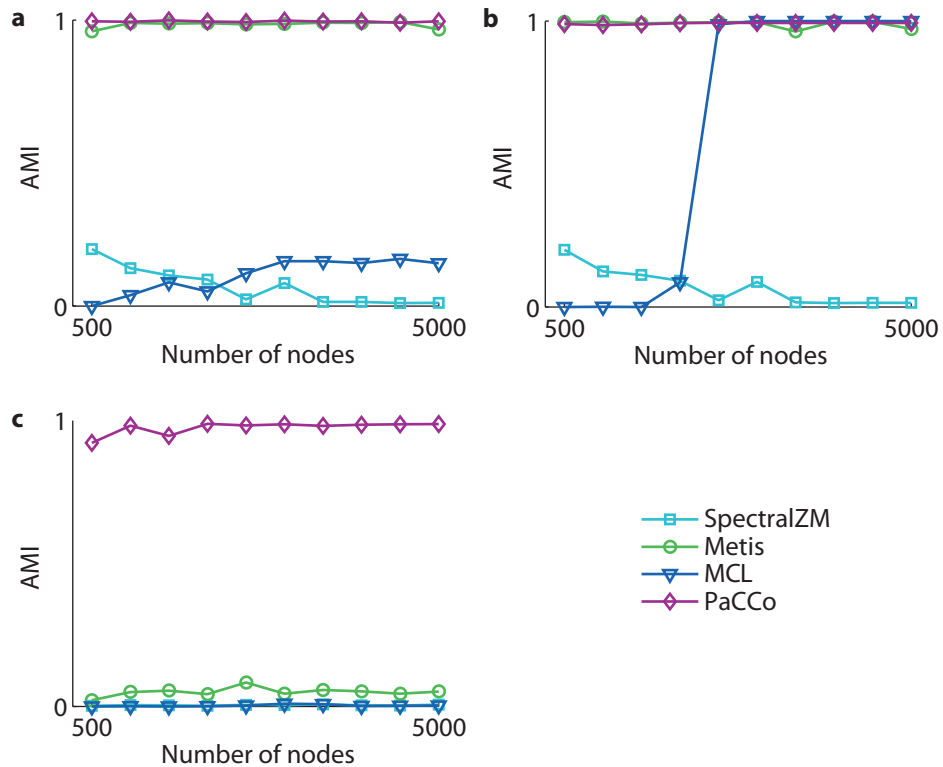 a
1
AMI
0
500
5000
Number of nodes
b
1
AMI
0
500
5000
Number of nodes
c
1
AMI
0
500
5000
Number of nodes
SpectralZM
Metis
MCL
PaCCo